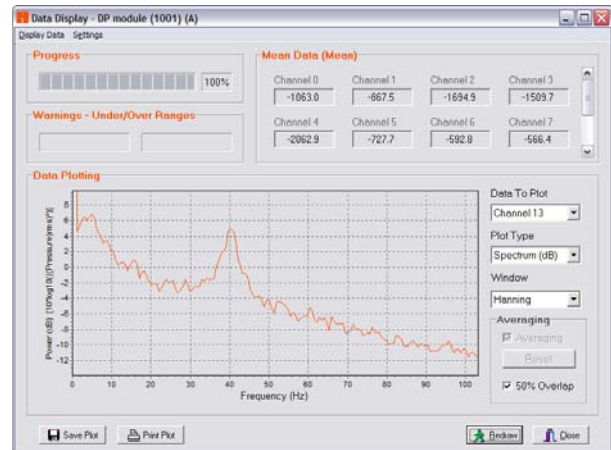 Data Display - DP module (1001) (A)
Display Data Settings
Progress
100%
Warnings - Under/Over Ranges
Mean Data (Mean)
Channel 0 Channel 1 Channel 2 Channel 3
-1063.0 -867.5 -1694.9 -1509.7
Channel 4 Channel 5 Channel 6 Channel 7
-2062.9 -727.7 -592.8 -566.4
Data Plotting
8
6
4
2
0
-2
-4
-6
-8
-10
-12
0 10 20 30 40 50 60 70 80 90 100
Frequency (Hz)
Data To Plot
Channel 13
Plot Type
Spectrum (dB)
Window
Hanning
Averaging
Averaging
Reset
50% Overlap
Save Plot Print Plot Redraw Close